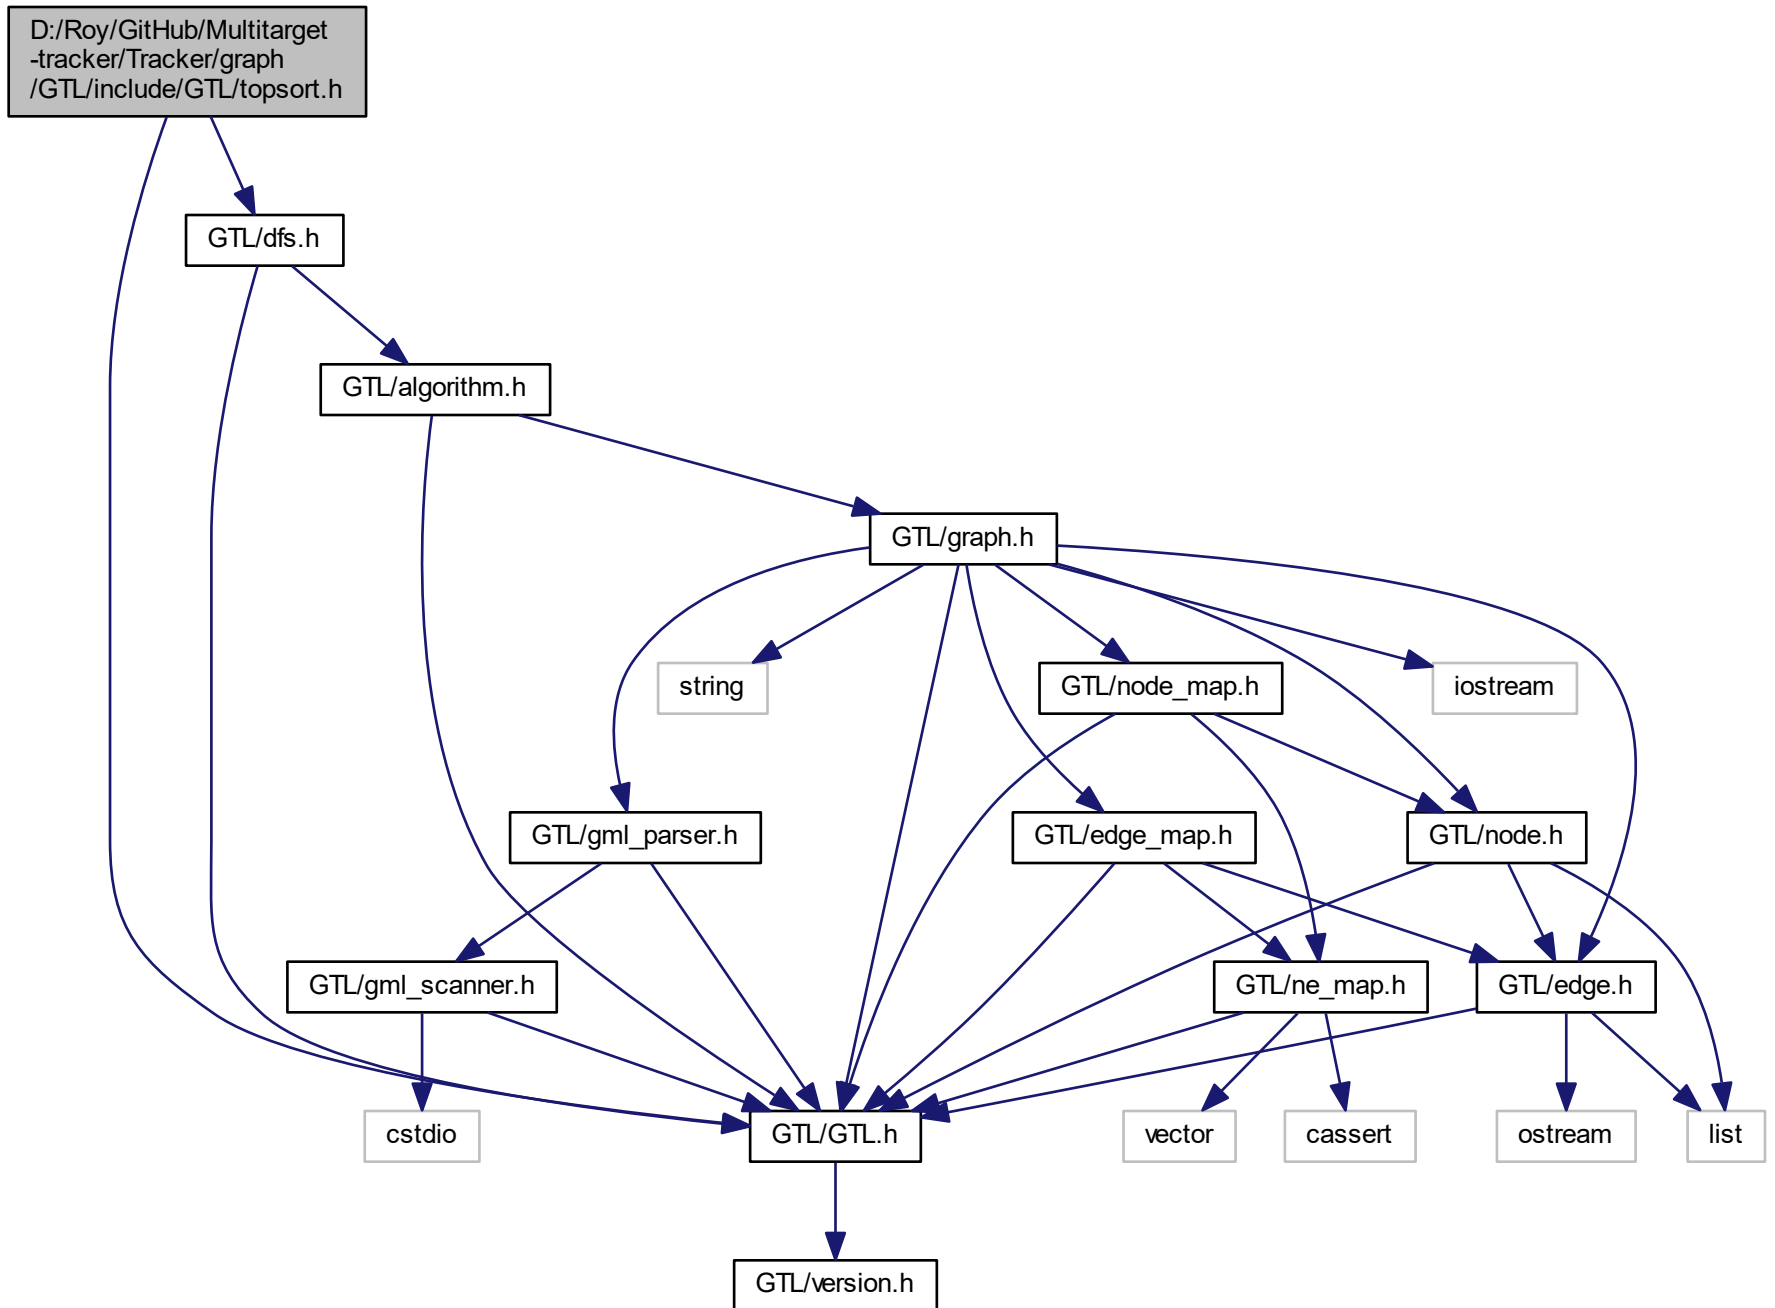 D:/Roy/GitHub/Multitarget
-tracker/Tracker/graph
/GTL/include/GTL/topsort.h
GTL/dfs.h
GTL/algorithm.h
GTL/graph.h
string
GTL/node_map.h
iostream
GTL/gml_parser.h
GTL/edge_map.h
GTL/node.h
GTL/gml_scanner.h
GTL/ne_map.h
GTL/edge.h
cstdio
GTL/GTL.h
vector
cassert
ostream
list
GTL/version.h